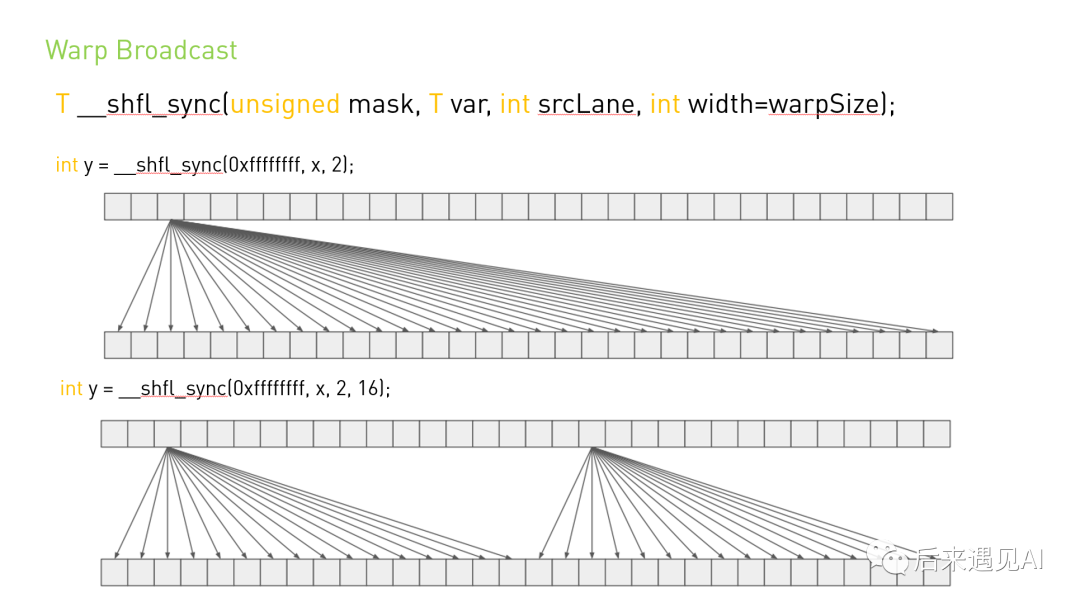 Warp Broadcast
T __shfl_sync(unsigned mask, T var, int srcLane, int width=warpSize);
int y = __shfl_sync(0xffffffff, x, 2);
int y = __shfl_sync(0xffffffff, x, 2, 16);
后来遇见AI